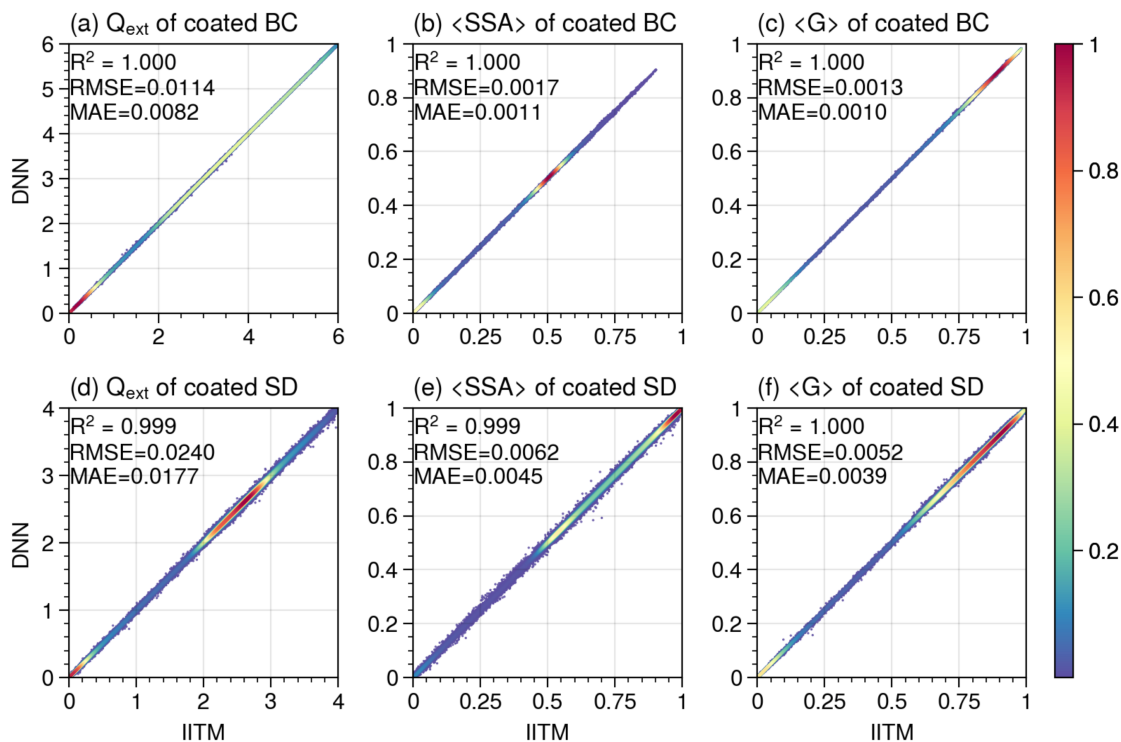 (a) Qext of coated BC
(b) <SSA> of coated BC
(c) <G> of coated BC
R² = 1.000
RMSE=0.0114
MAE=0.0082
R² = 1.000
RMSE=0.0017
MAE=0.0011
R² = 1.000
RMSE=0.0013
MAE=0.0010
DNN
6
5
4
3
2
1
0
0 2 4 6
1
0.8
0.6
0.4
0.2
0
0 0.25 0.5 0.75 1
1
0.8
0.6
0.4
0.2
0
0 0.25 0.5 0.75 1
(d) Qext of coated SD
(e) <SSA> of coated SD
(f) <G> of coated SD
R² = 0.999
RMSE=0.0240
MAE=0.0177
R² = 0.999
RMSE=0.0062
MAE=0.0045
R² = 1.000
RMSE=0.0052
MAE=0.0039
DNN
4
3
2
1
0
0 1 2 3 4
IITM
1
0.8
0.6
0.4
0.2
0
0 0.25 0.5 0.75 1
IITM
1
0.8
0.6
0.4
0.2
0
0 0.25 0.5 0.75 1
IITM
1
0.8
0.6
0.4
0.2